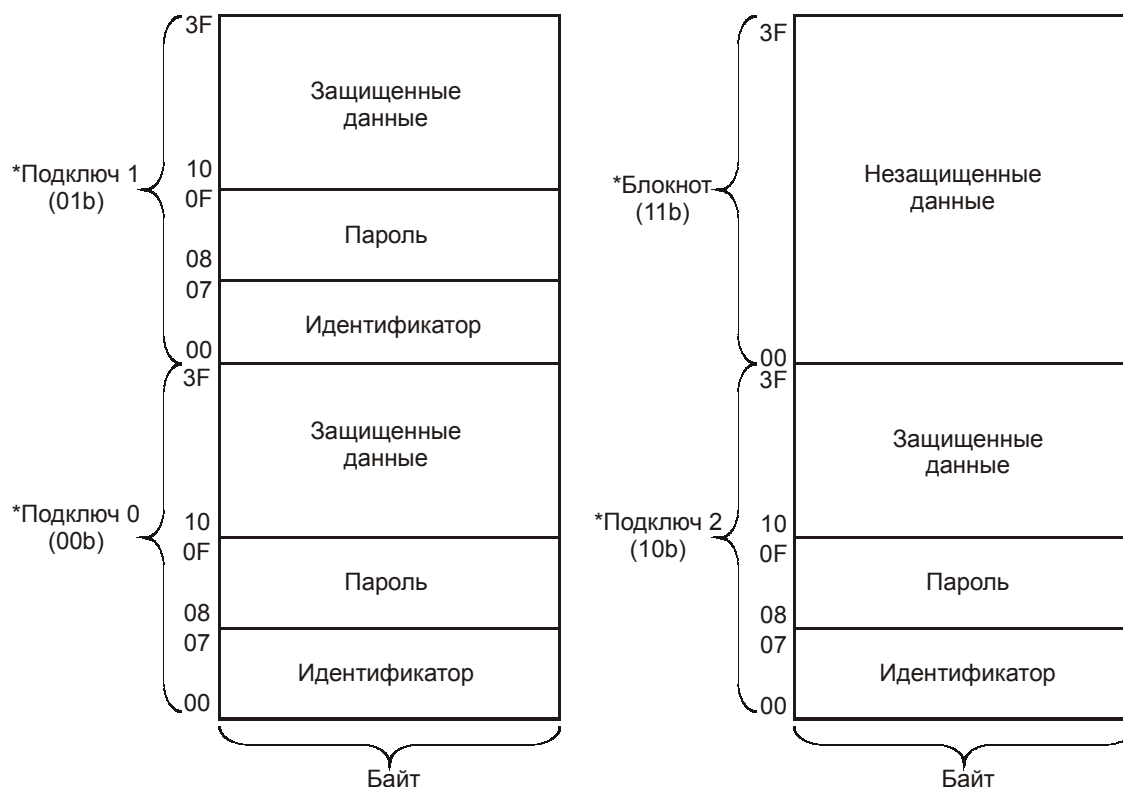 3F
Защищенные
данные
*Подключ 1
(01b)
10
0F
Пароль
08
07
Идентификатор
00
3F
Защищенные
данные
*Подключ 0
(00b)
10
0F
Пароль
08
07
Идентификатор
00
Байт
3F
Незащищенные
данные
*Блокнот
(11b)
00
3F
Защищенные
данные
*Подключ 2
(10b)
10
0F
Пароль
08
07
Идентификатор
00
Байт